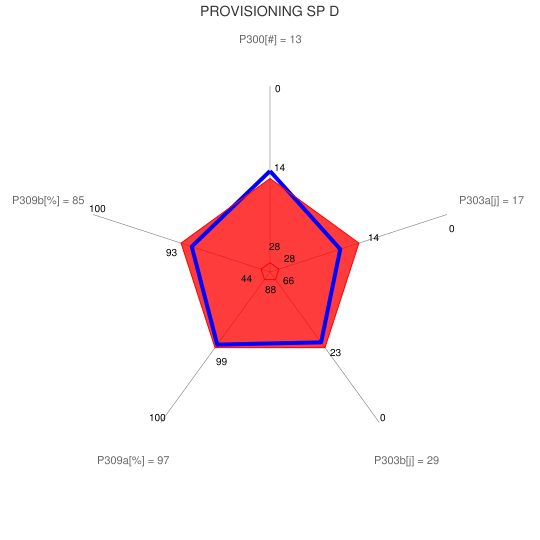 PROVISIONING SP D
P300[#] = 13
0
14
P309b[%] = 85
100
P303a[j] = 17
0
14
93
28
28
44
66
88
23
99
100
0
P309a[%] = 97
P303b[j] = 29